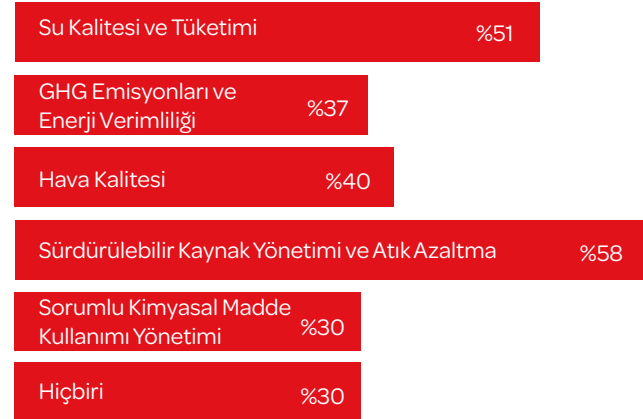 Su Kalitesi ve Tüketimi %51
GHG Emisyonları ve
Enerji Verimliliği %37
Hava Kalitesi %40
Sürdürülebilir Kaynak Yönetimi ve Atık Azaltma %58
Sorumlu Kimyasal Madde
Kullanımı Yönetimi %30
Hiçbiri %30